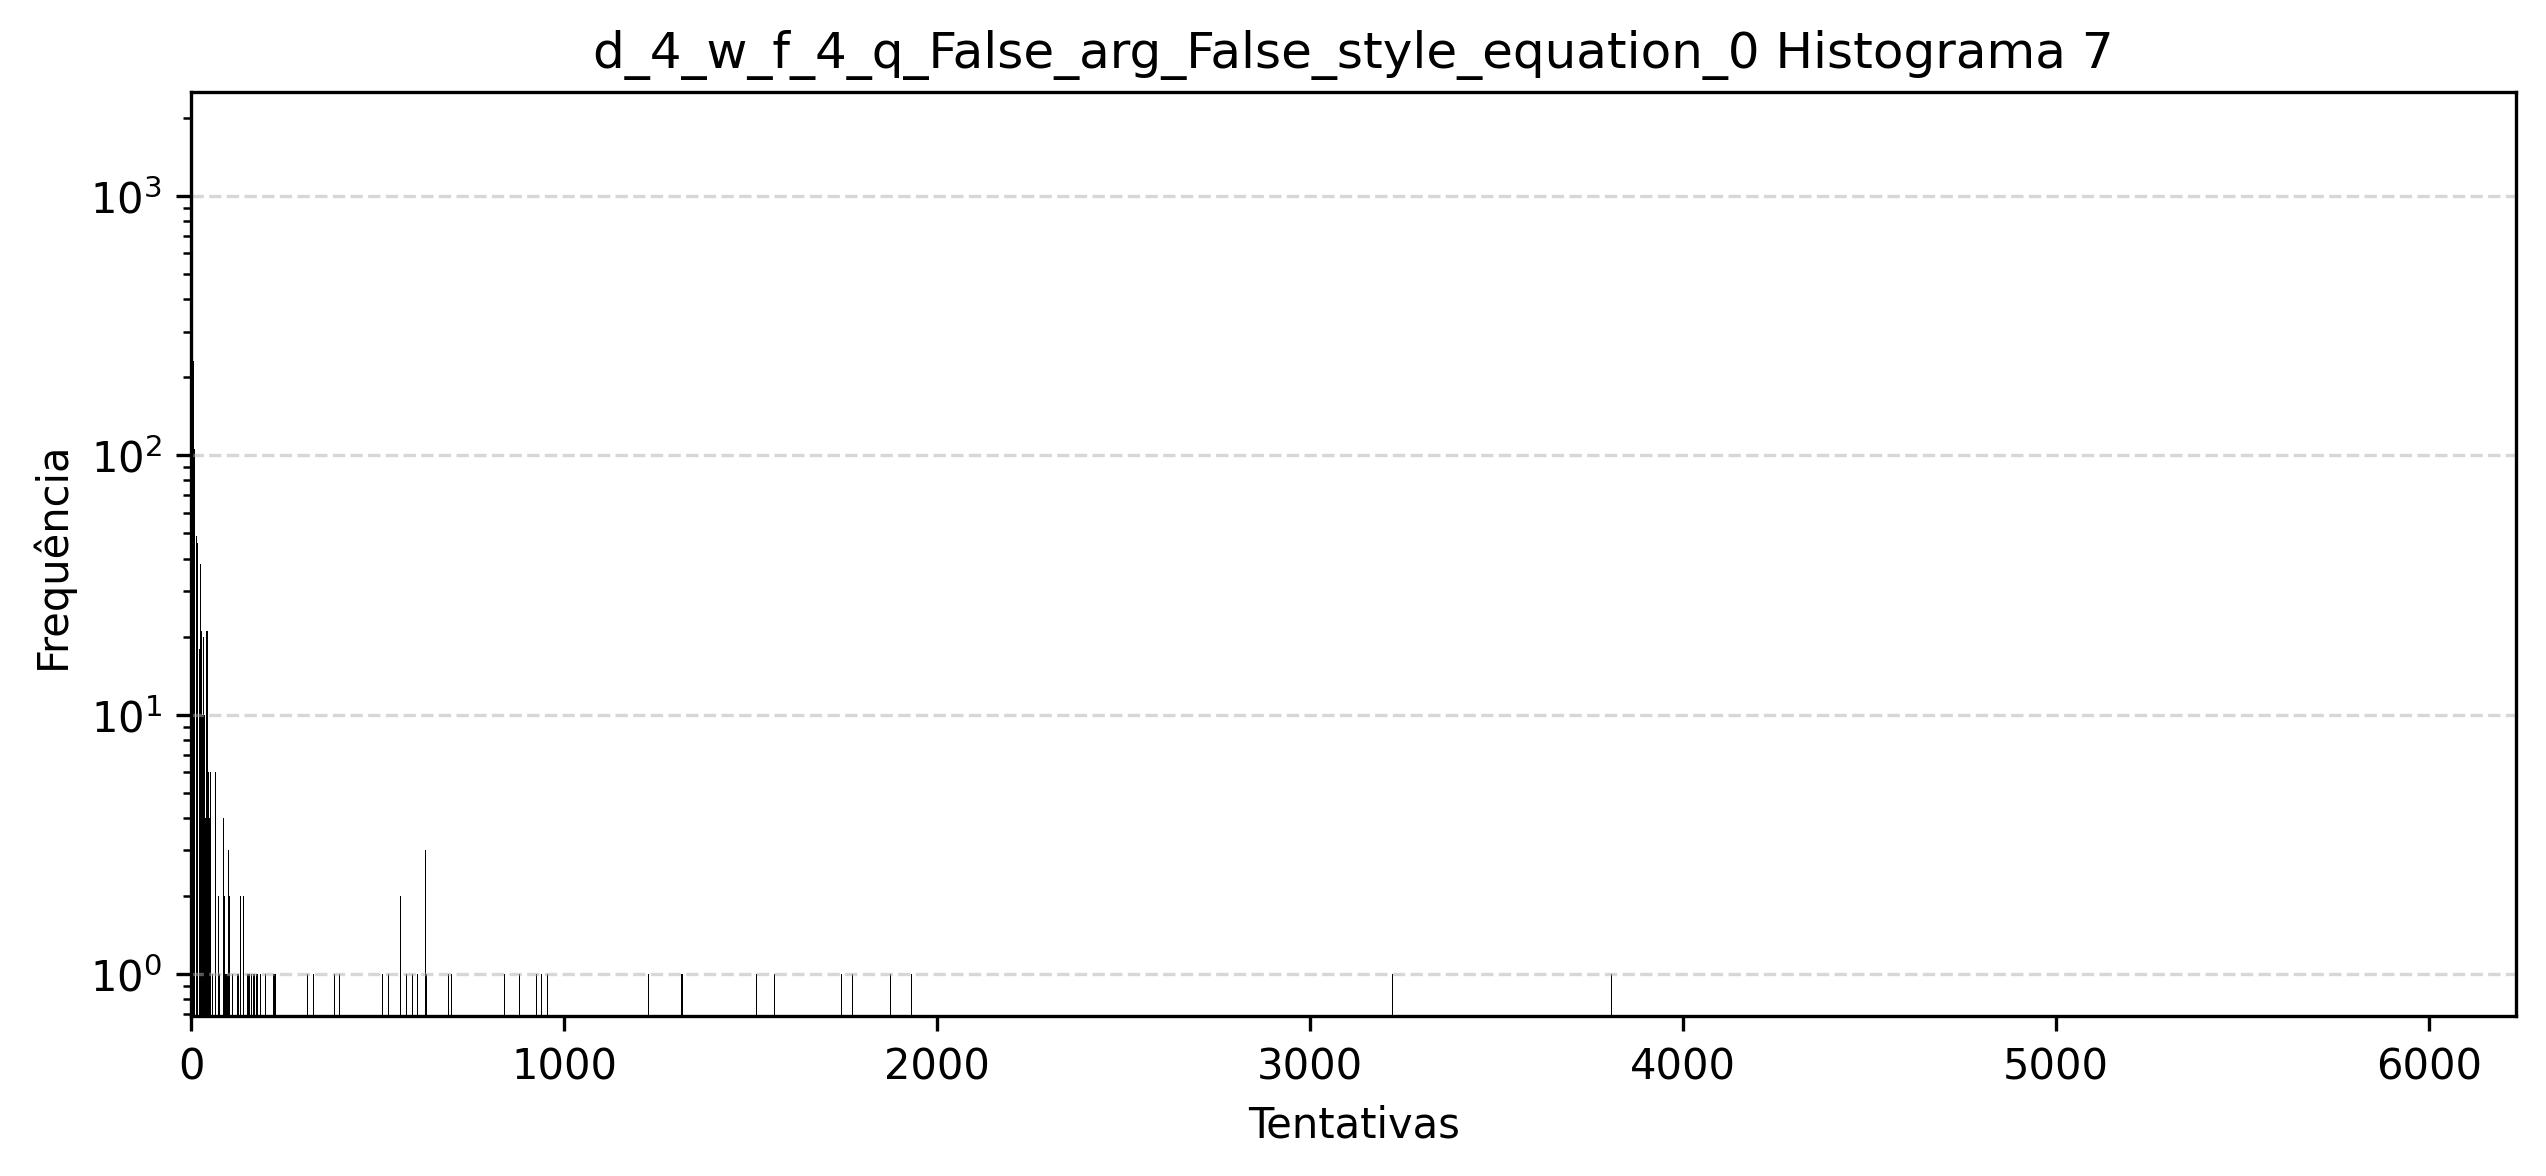 d_4_w_f_4_q_False_arg_False_style_equation_0 Histograma 7
Frequência
10³
10²
10¹
10⁰
0 1000 2000 3000 4000 5000 6000
Tentativas